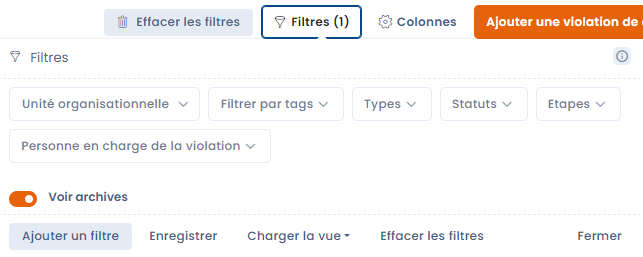 Effacer les filtres Filtres (1) Colonnes Ajouter une violation de
Filtres
Unité organisationnelle Filtrer par tags Types Statuts Etapes
Personne en charge de la violation
Voir archives
Ajouter un filtre Enregistrer Charger la vue Effacer les filtres Fermer